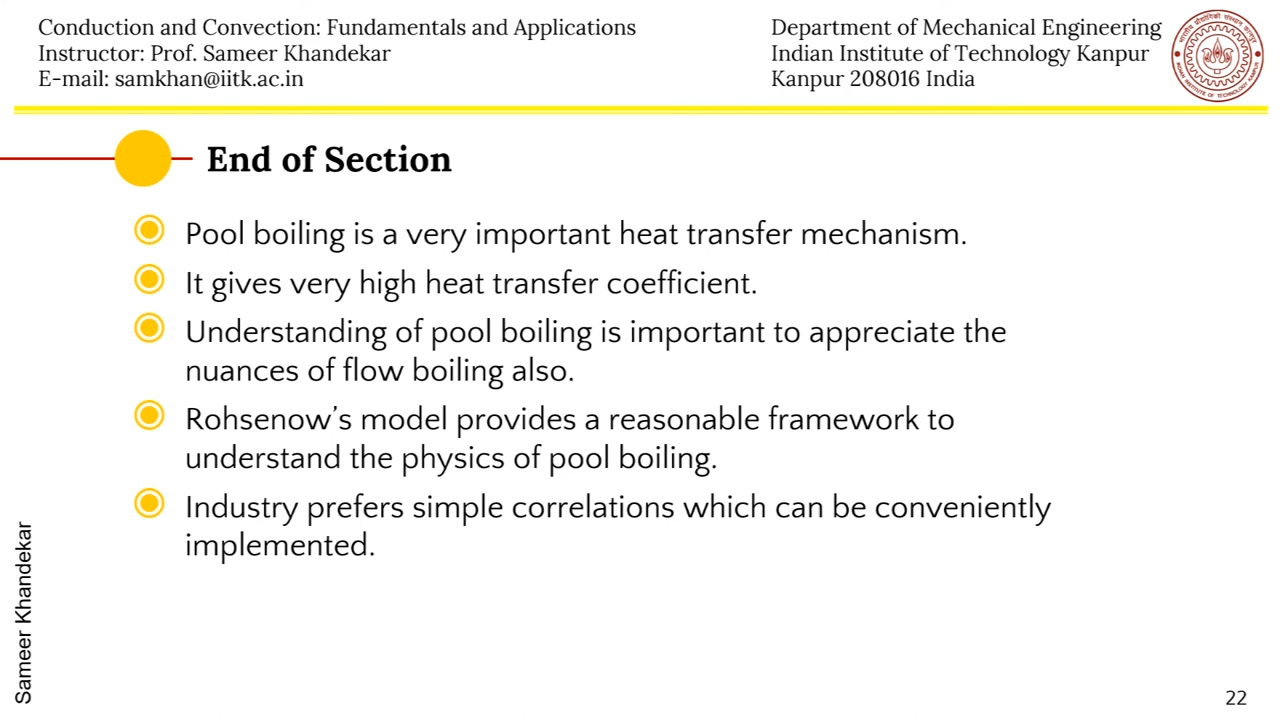 Conduction and Convection: Fundamentals and Applications
Instructor: Prof. Sameer Khandekar
E-mail: samkhan@iitk.ac.in
Department of Mechanical Engineering
Indian Institute of Technology Kanpur
Kanpur 208016 India
End of Section
Pool boiling is a very important heat transfer mechanism.
It gives very high heat transfer coefficient.
Understanding of pool boiling is important to appreciate the
nuances of flow boiling also.
Rohsenow’s model provides a reasonable framework to
understand the physics of pool boiling.
Industry prefers simple correlations which can be conveniently
implemented.
Sameer Khandekar
22